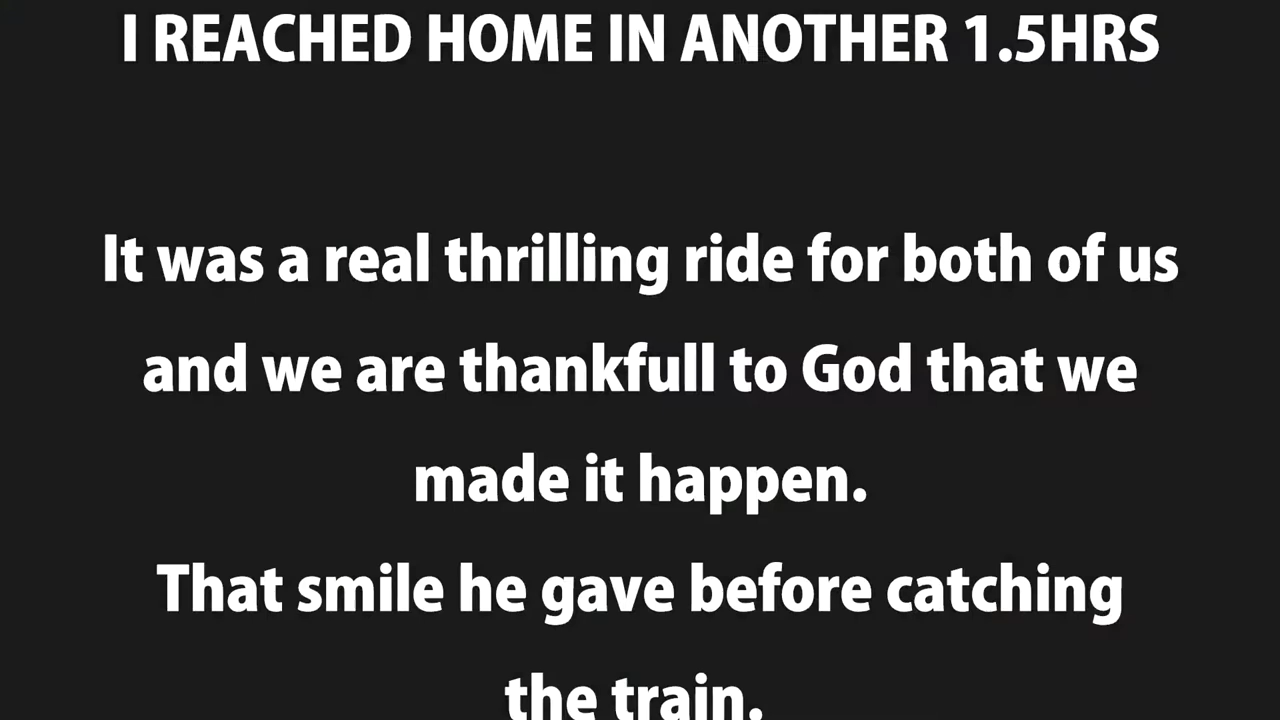 I REACHED HOME IN ANOTHER 1.5HRS
It was a real thrilling ride for both of us
and we are thankfull to God that we
made it happen.
That smile he gave before catching
the train.